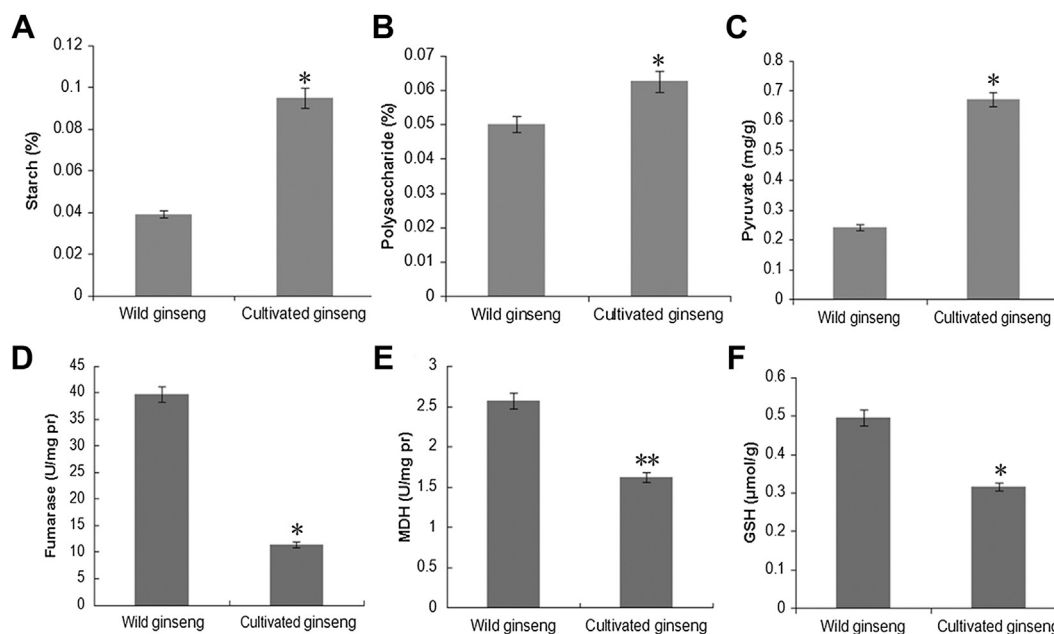 A
Starch (%)
0.12
0.1
0.08
0.06
0.04
0.02
0
*
Wild ginseng
Cultivated ginseng
B
Polysaccharide (%)
0.07
0.06
0.05
0.04
0.03
0.02
0.01
0
*
Wild ginseng
Cultivated ginseng
C
Pyruvate (mg/g)
0.9
0.8
0.7
0.6
0.5
0.4
0.3
0.2
0.1
0
*
Wild ginseng
Cultivated ginseng
D
Fumarase (U/mg pr)
45
40
35
30
25
20
15
10
5
0
*
Wild ginseng
Cultivated ginseng
E
MDH (U/mg pr)
3
2.5
2
1.5
1
0.5
0
**
Wild ginseng
Cultivated ginseng
F
GSH (μmol/g)
0.6
0.5
0.4
0.3
0.2
0.1
0
*
Wild ginseng
Cultivated ginseng